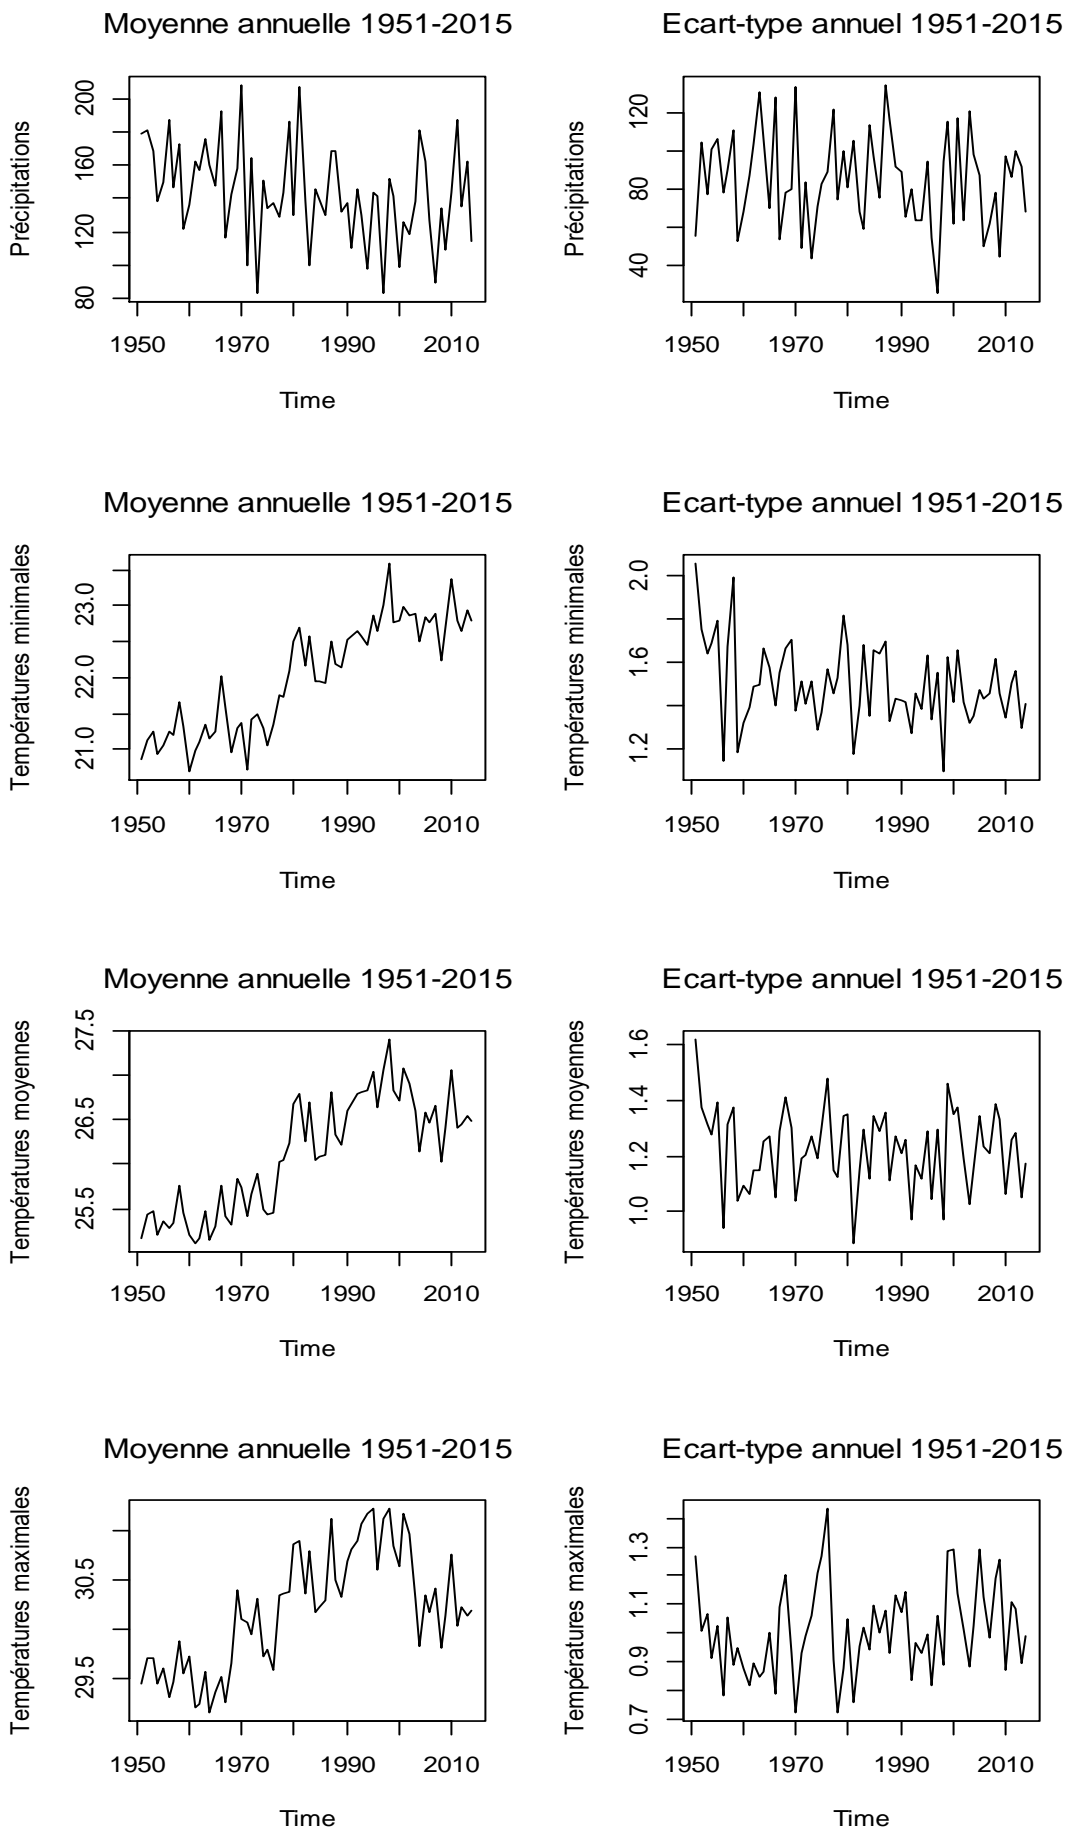 Moyenne annuelle 1951-2015
Précipitations
200
160
120
80
1950 1970 1990 2010
Time
Ecart-type annuel 1951-2015
Précipitations
120
80
40
1950 1970 1990 2010
Time
Moyenne annuelle 1951-2015
Températures minimales
23.0
22.0
21.0
1950 1970 1990 2010
Time
Ecart-type annuel 1951-2015
Températures minimales
2.0
1.6
1.2
1950 1970 1990 2010
Time
Moyenne annuelle 1951-2015
Températures moyennes
27.5
26.5
25.5
1950 1970 1990 2010
Time
Ecart-type annuel 1951-2015
Températures moyennes
1.6
1.4
1.2
1.0
1950 1970 1990 2010
Time
Moyenne annuelle 1951-2015
Températures maximales
30.5
29.5
1950 1970 1990 2010
Time
Ecart-type annuel 1951-2015
Températures maximales
1.3
1.1
0.9
0.7
1950 1970 1990 2010
Time